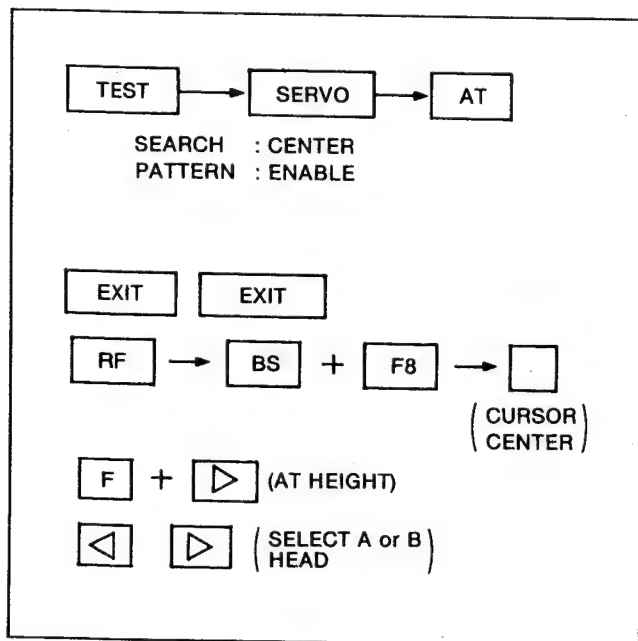 TEST SERVO AT
SEARCH : CENTER
PATTERN : ENABLE
EXIT EXIT
RF BS + F8
(CURSOR
CENTER)
F + (AT HEIGHT)
(SELECT A or B
HEAD)